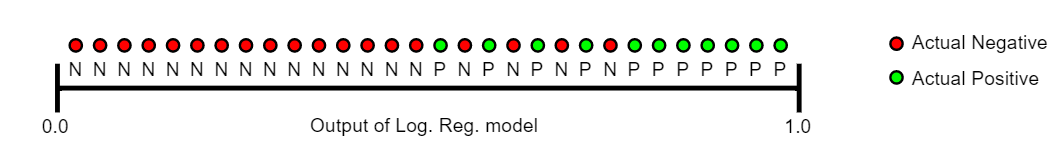 N N N N N N N N N N N N N N N P N P N P N P N P P P P P P P
0.0 Output of Log. Reg. model 1.0
Actual Negative
Actual Positive